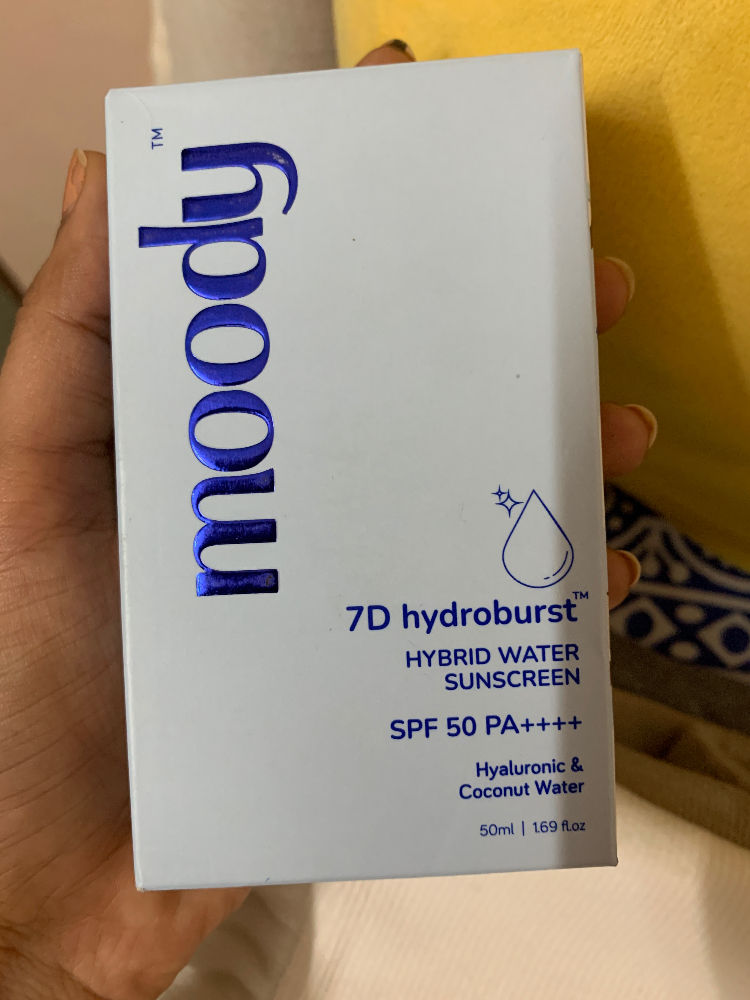 moody™
7D hydroburst™
HYBRID WATER
SUNSCREEN
SPF 50 PA++++
Hyaluronic &
Coconut Water
50ml | 1.69 fl.oz